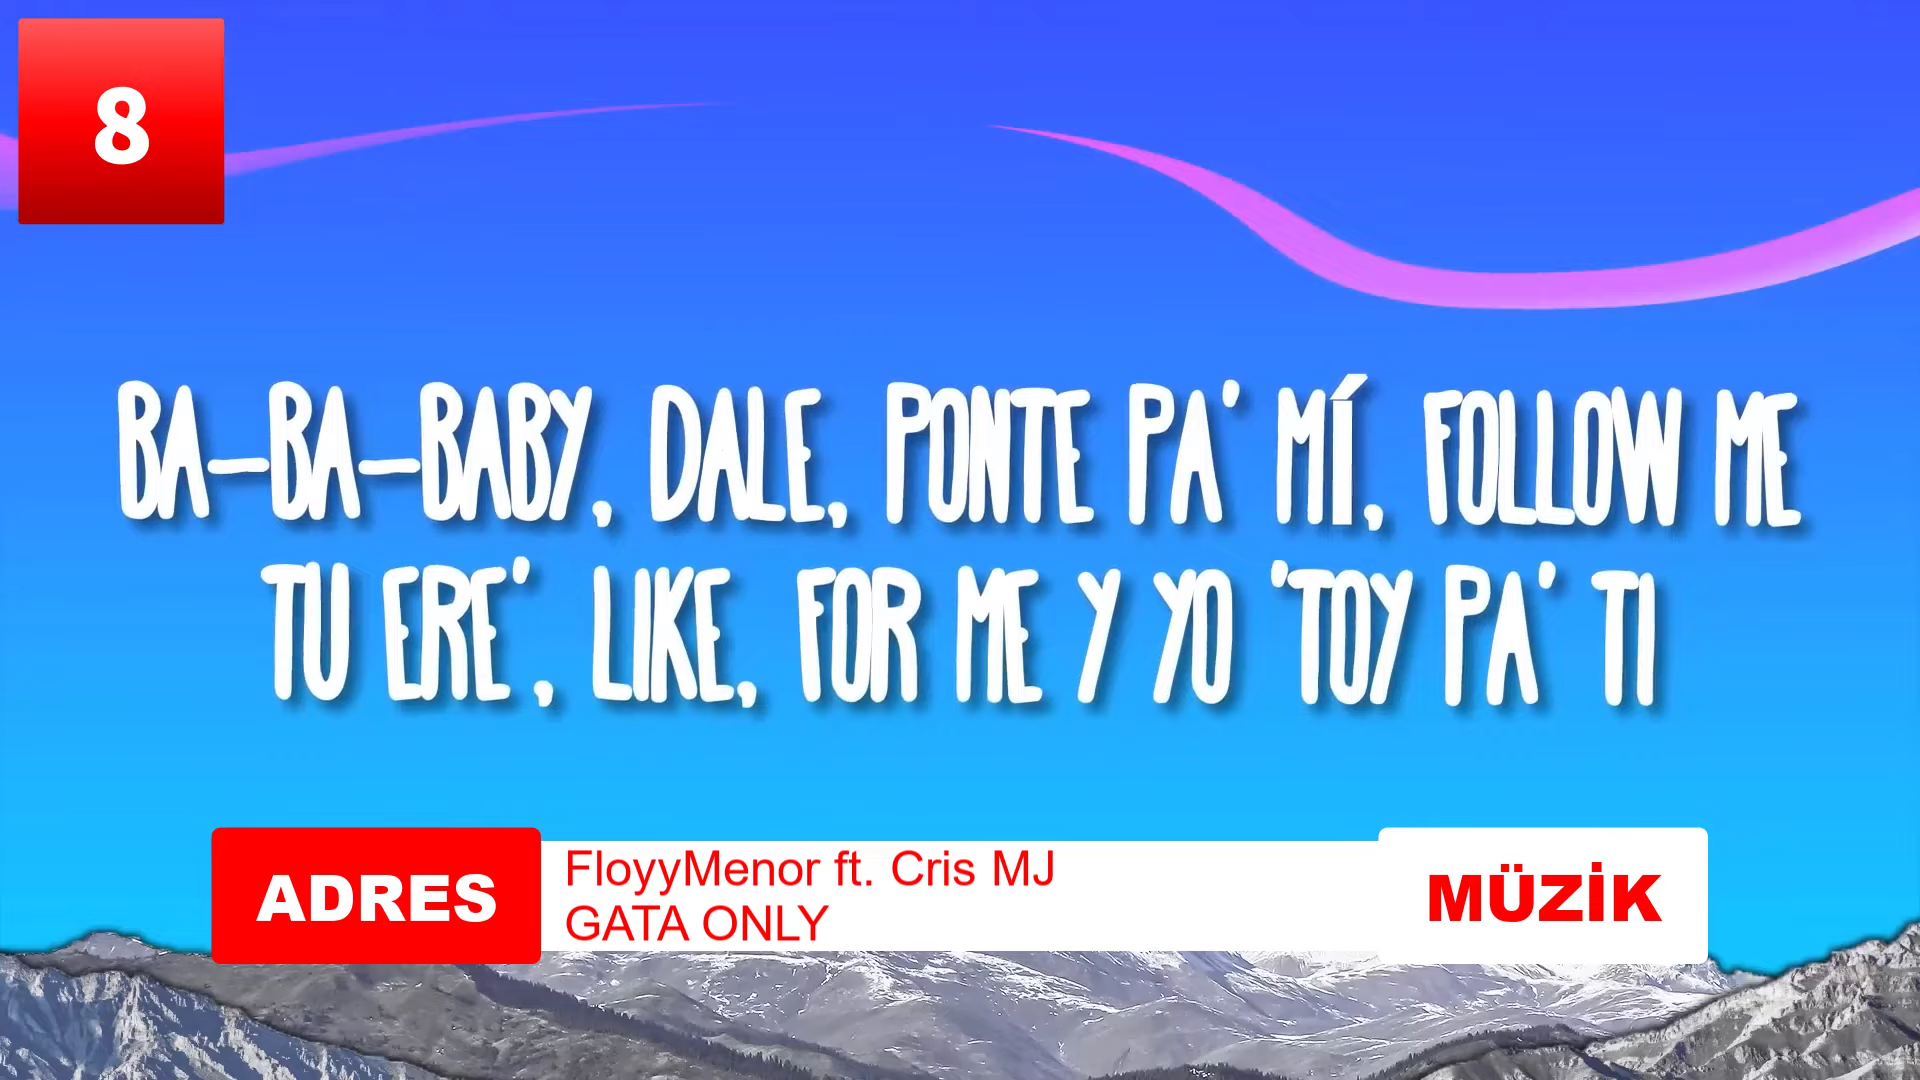 8
BA-BA-BABY, DALE, PONTE PA' MÍ, FOLLOW ME
TU ERE', LIKE, FOR ME Y YO 'TOY PA' TI
ADRES
FloyyMenor ft. Cris MJ
GATA ONLY
MÜZİK